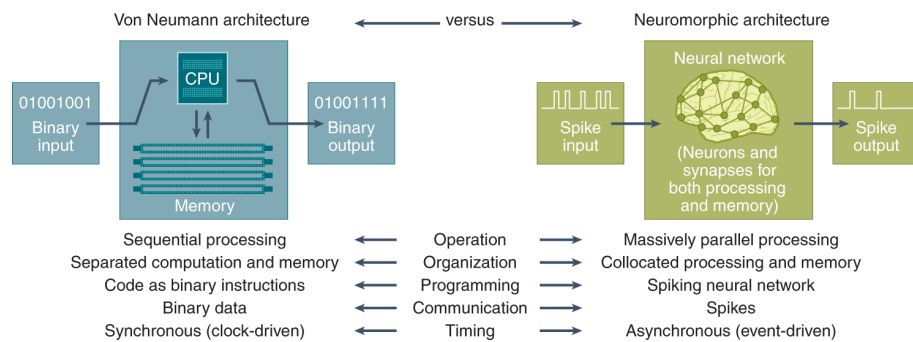 Von Neumann architecture versus Neuromorphic architecture
CPU
01001001
Binary
input
01001111
Binary
output
Memory
Neural network
Spike
input
(Neurons and
synapses for
both processing
and memory)
Spike
output
Sequential processing Operation Massively parallel processing
Separated computation and memory Organization Collocated processing and memory
Code as binary instructions Programming Spiking neural network
Binary data Communication Spikes
Synchronous (clock-driven) Timing Asynchronous (event-driven)